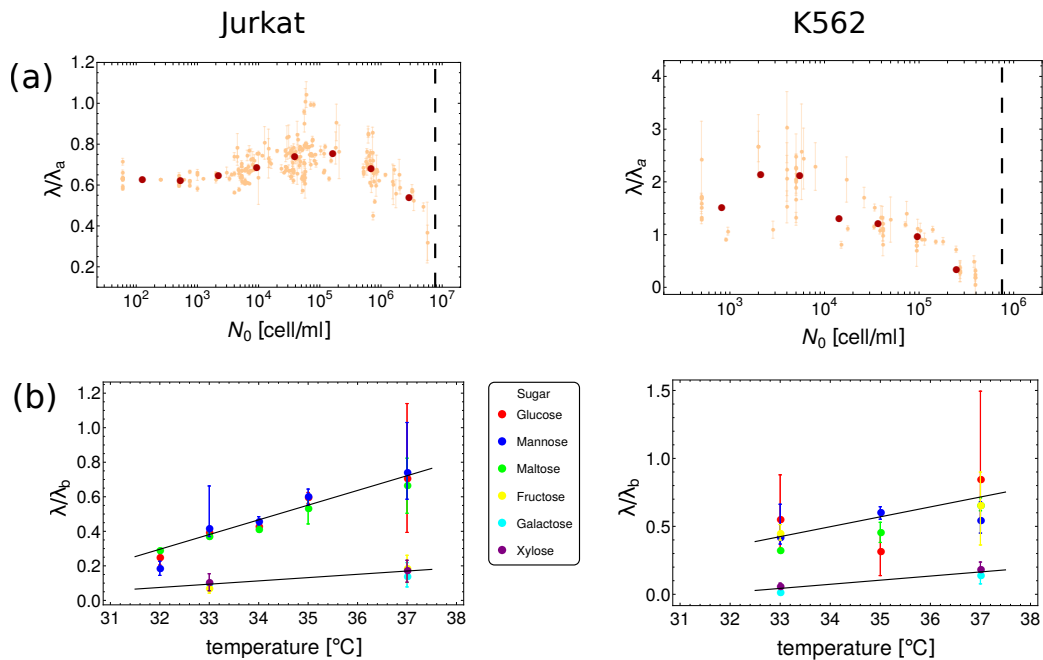 Jurkat
K562
(a)
1.2
1.0
0.8
0.6
0.4
0.2
λ/λa
10² 10³ 10⁴ 10⁵ 10⁶ 10⁷
N₀ [cell/ml]
4
3
2
1
0
λ/λa
10³ 10⁴ 10⁵ 10⁶
N₀ [cell/ml]
(b)
1.2
1.0
0.8
0.6
0.4
0.2
0.0
λ/λb
31 32 33 34 35 36 37 38
temperature [°C]
Sugar
Glucose
Mannose
Maltose
Fructose
Galactose
Xylose
1.5
1.0
0.5
0.0
λ/λb
31 32 33 34 35 36 37 38
temperature [°C]